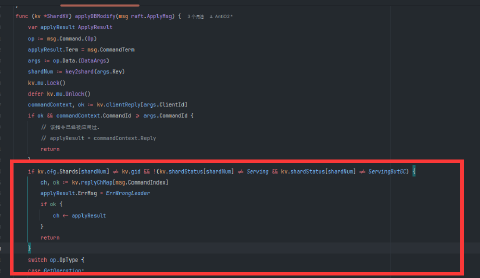 func (kv *ShardKV) applyDBModify(msg raft.ApplyMsg) {
var applyResult ApplyResult
op := msg.Command.(Op)
applyResult.Term = msg.CommandTerm
args := op.Data.(DataArgs)
shardNum := key2shard(args.Key)
kv.mu.Lock()
defer kv.mu.Unlock()
commandContext, ok := kv.clientReply[args.ClientId]
if ok && commandContext.CommandId >= args.CommandId {
// applyResult = commandContext.Reply
return
}
if kv.cfg.Shards[shardNum] ≠ kv.gid && !(kv.shardStatus[shardNum] ≠ Serving && kv.shardStatus[shardNum] ≠ ServingButGC) {
ch, ok := kv.replyChMap[msg.CommandIndex]
applyResult.ErrMsg = ErrWrongLeader
if ok {
ch <- applyResult
}
return
}
switch op.OpType {
case GetOperation: